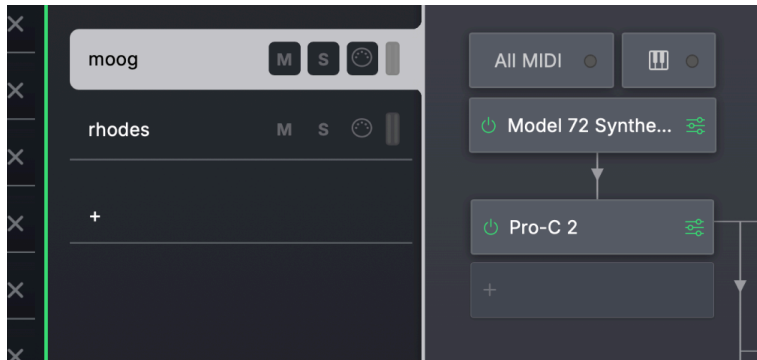 moog M S
rhodes M S
+
All MIDI
Model 72 Synthe...
Pro-C 2
+